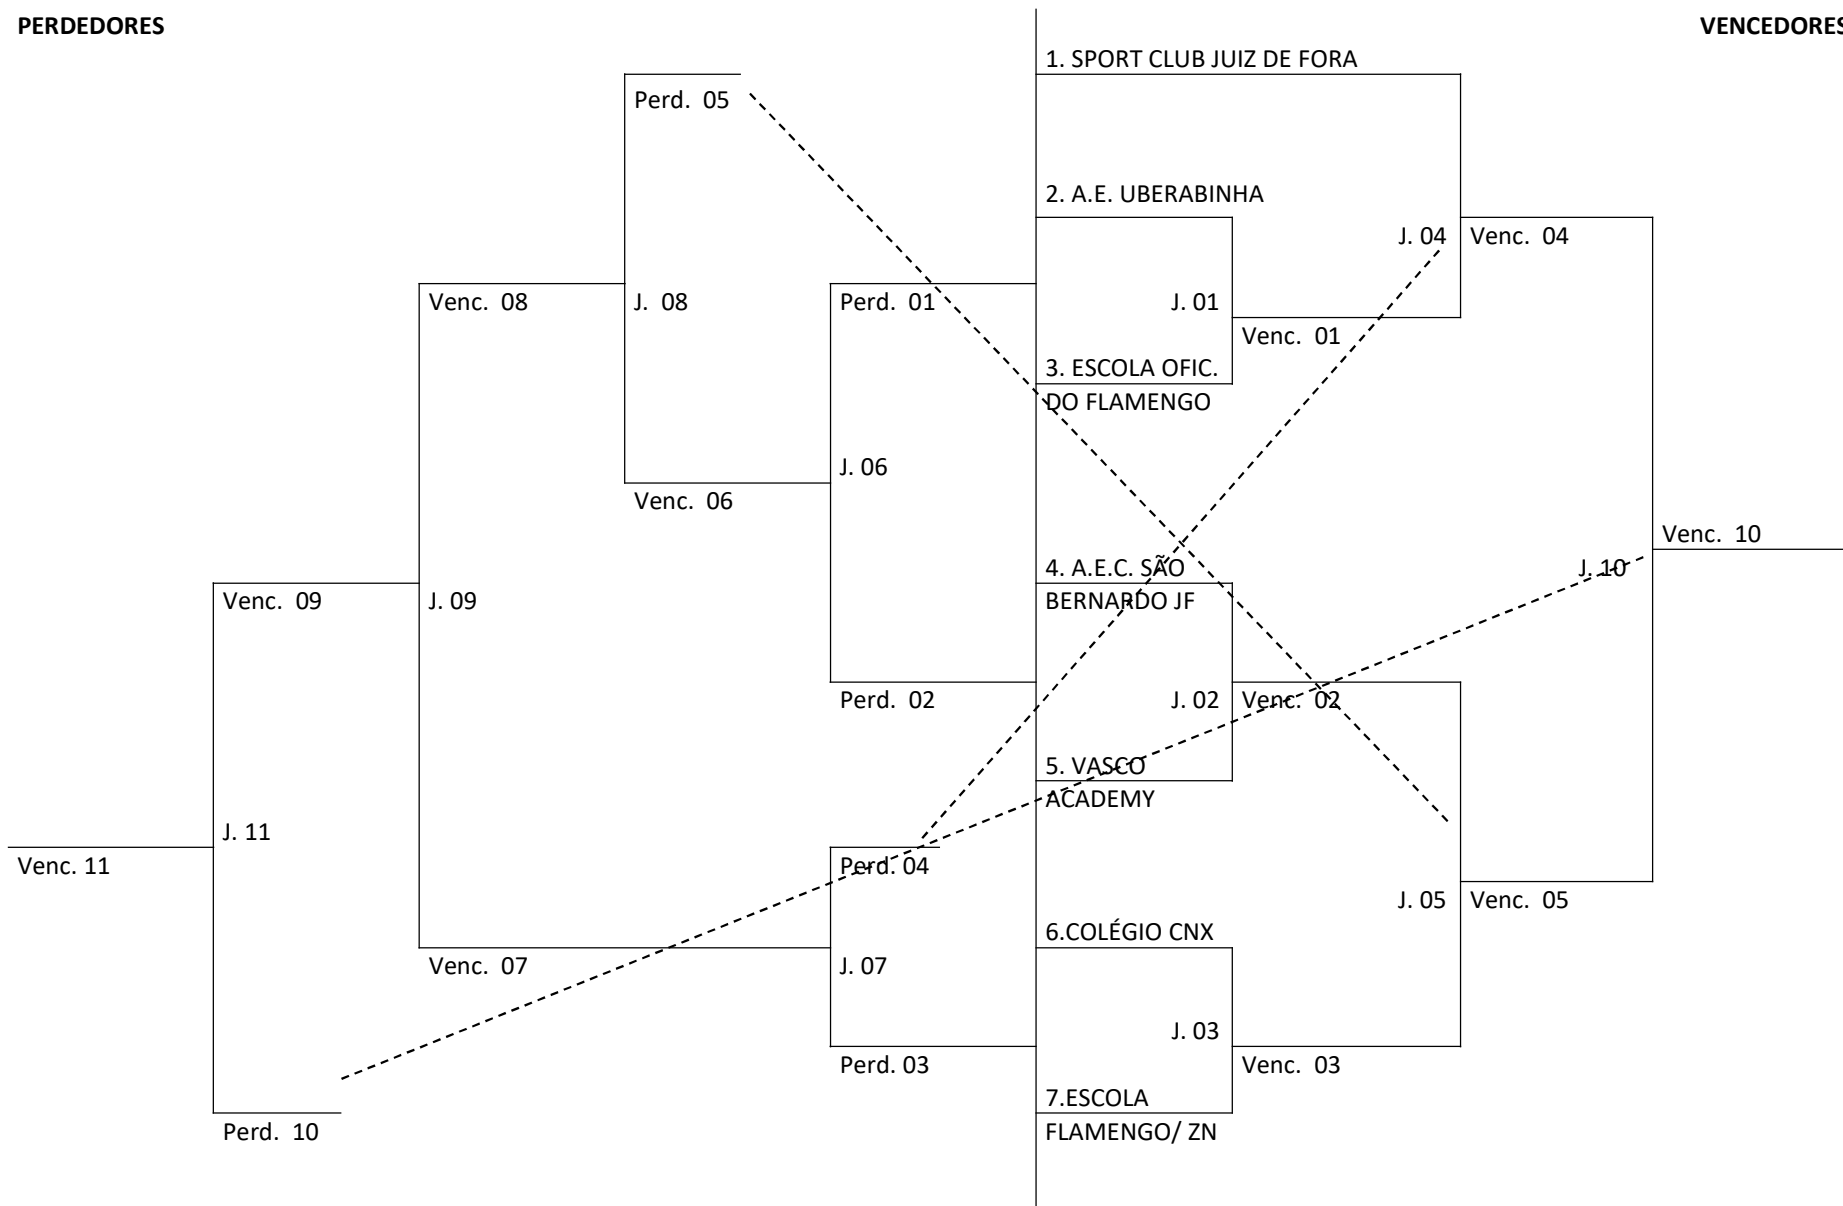 PERDEDORES
VENCEDORES
1. SPORT CLUB JUIZ DE FORA
Perd.  05
2. A.E. UBERABINHA
J. 04
Venc.  04
Venc.  08
J.  08
Perd.  01
J. 01
Venc.  01
3. ESCOLA OFIC.
DO FLAMENGO
J. 06
Venc.  06
Venc.  10
4. A.E.C. SÃO
BERNARDO JF
J. 10
Venc.  09
J. 09
Perd.  02
J. 02
Venc.  02
5. VASCO
ACADEMY
J. 11
Venc. 11
Perd. 04
J. 05
Venc.  05
6.COLÉGIO CNX
Venc.  07
J. 07
J. 03
Perd. 03
Venc.  03
7.ESCOLA
FLAMENGO/ ZN
Perd.  10